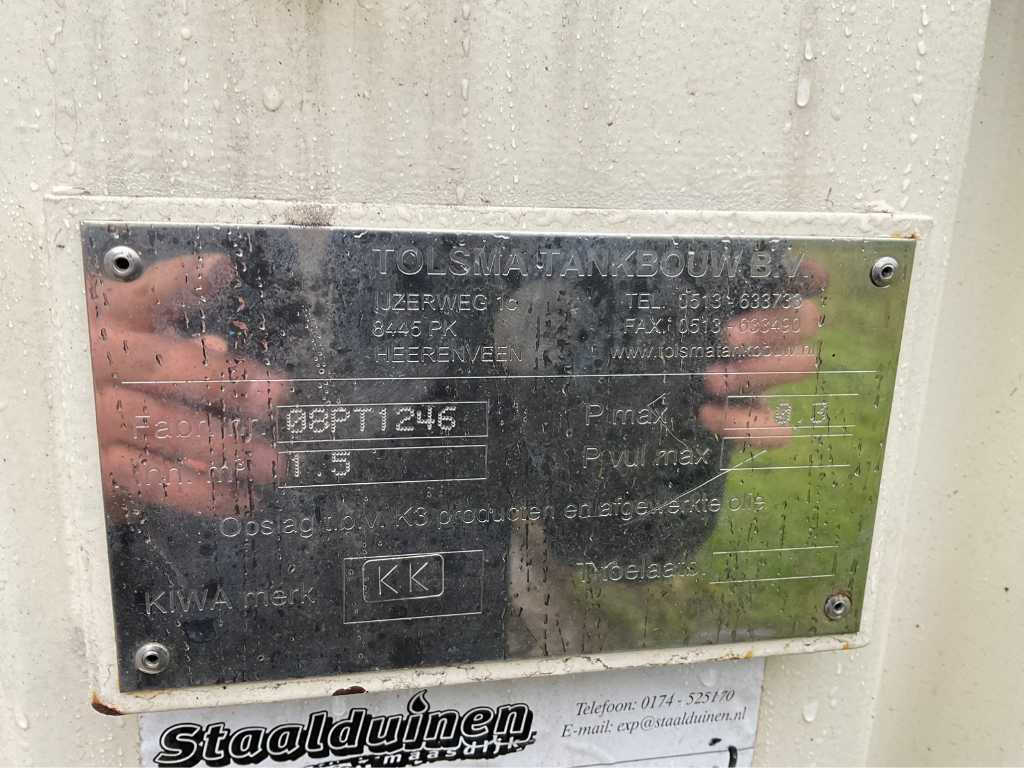 TOLSMA TANKBOUW B.V.
IJZERWEG 1c
8445 PK
HEERENVEEN
TEL. 0513 - 633733
FAX. 0513 - 633490
www.tolsmatankbouw.nl
Fabr. nr. 08PT1246
Inh. m³ 1.5
P max 0.3
P vul max
Opslag t.b.v. K3 producten en afgewerkte olie
KIWA merk KK
Typelaats.
Staalduinen
maasdijk
Telefoon: 0174 - 525170
E-mail: exp@staalduinen.nl